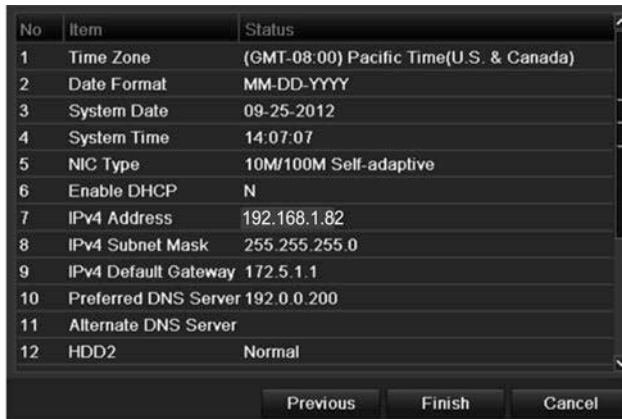 No Item Status
1 Time Zone (GMT-08:00) Pacific Time(U.S. & Canada)
2 Date Format MM-DD-YYYY
3 System Date 09-25-2012
4 System Time 14:07:07
5 NIC Type 10M/100M Self-adaptive
6 Enable DHCP N
7 IPv4 Address 192.168.1.82
8 IPv4 Subnet Mask 255.255.255.0
9 IPv4 Default Gateway 172.5.1.1
10 Preferred DNS Server 192.0.0.200
11 Alternate DNS Server
12 HDD2 Normal
Previous Finish Cancel